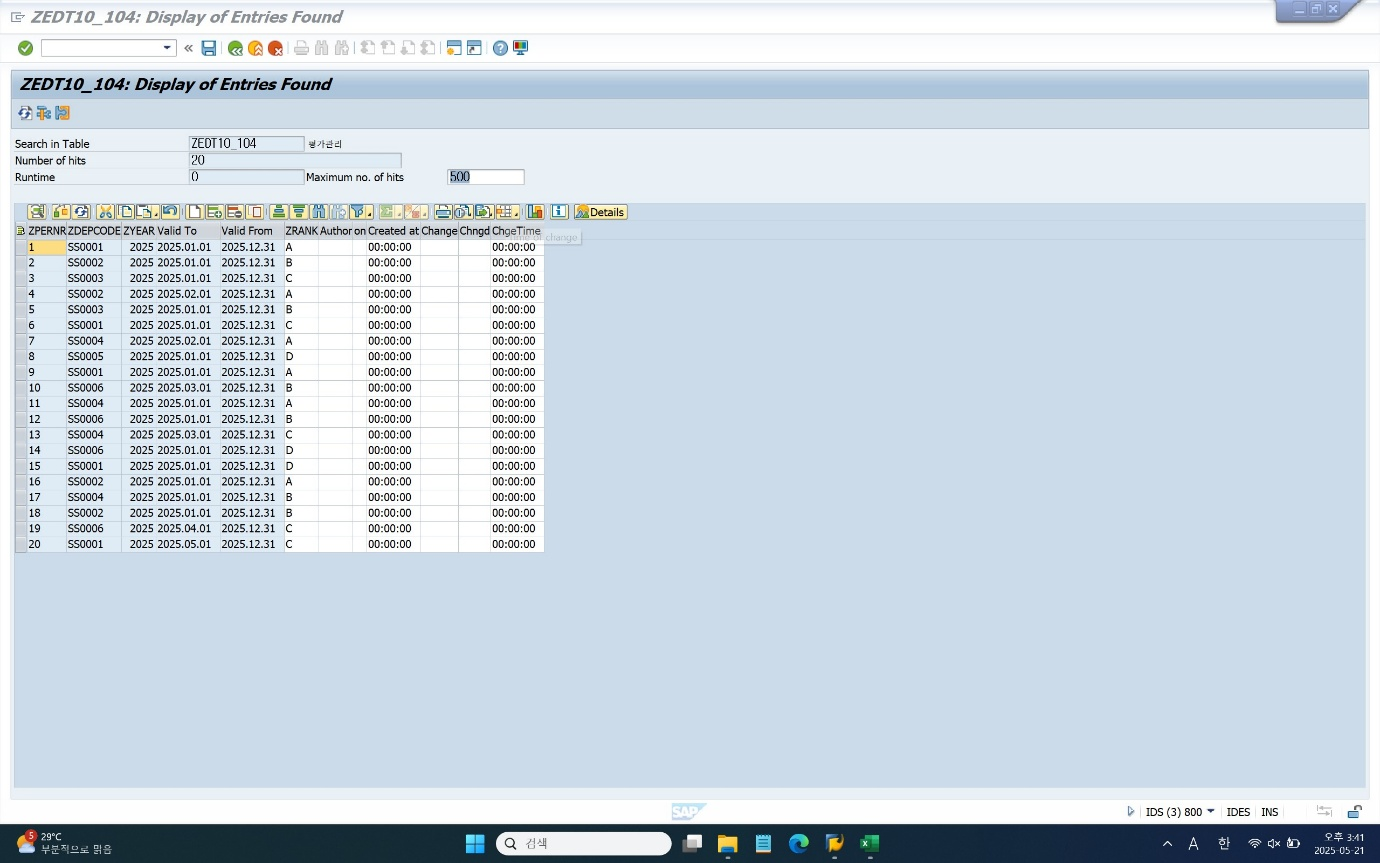 ZEDT10_104: Display of Entries Found
ZEDT10_104: Display of Entries Found
Search in Table ZEDT10_104 평가관리
Number of hits 20
Runtime 0 Maximum no. of hits 500
Details
ZPERNR ZDEPCODE ZYEAR Valid To Valid From ZRANK Author on Created at Change Chngd ChgeTime
Time of change
1 SS0001 2025 2025.01.01 2025.12.31 A 00:00:00 00:00:00
2 SS0002 2025 2025.01.01 2025.12.31 B 00:00:00 00:00:00
3 SS0003 2025 2025.01.01 2025.12.31 C 00:00:00 00:00:00
4 SS0002 2025 2025.02.01 2025.12.31 A 00:00:00 00:00:00
5 SS0003 2025 2025.01.01 2025.12.31 B 00:00:00 00:00:00
6 SS0001 2025 2025.01.01 2025.12.31 C 00:00:00 00:00:00
7 SS0004 2025 2025.02.01 2025.12.31 A 00:00:00 00:00:00
8 SS0005 2025 2025.01.01 2025.12.31 D 00:00:00 00:00:00
9 SS0001 2025 2025.01.01 2025.12.31 A 00:00:00 00:00:00
10 SS0006 2025 2025.03.01 2025.12.31 B 00:00:00 00:00:00
11 SS0004 2025 2025.01.01 2025.12.31 A 00:00:00 00:00:00
12 SS0006 2025 2025.01.01 2025.12.31 B 00:00:00 00:00:00
13 SS0004 2025 2025.03.01 2025.12.31 C 00:00:00 00:00:00
14 SS0006 2025 2025.01.01 2025.12.31 D 00:00:00 00:00:00
15 SS0001 2025 2025.01.01 2025.12.31 D 00:00:00 00:00:00
16 SS0002 2025 2025.01.01 2025.12.31 A 00:00:00 00:00:00
17 SS0004 2025 2025.01.01 2025.12.31 B 00:00:00 00:00:00
18 SS0002 2025 2025.01.01 2025.12.31 B 00:00:00 00:00:00
19 SS0006 2025 2025.04.01 2025.12.31 C 00:00:00 00:00:00
20 SS0001 2025 2025.05.01 2025.12.31 C 00:00:00 00:00:00
SAP
IDS (3) 800 IDES INS
5 29°C
부분적으로 맑음
검색
A 한
오후 3:41
2025-05-21